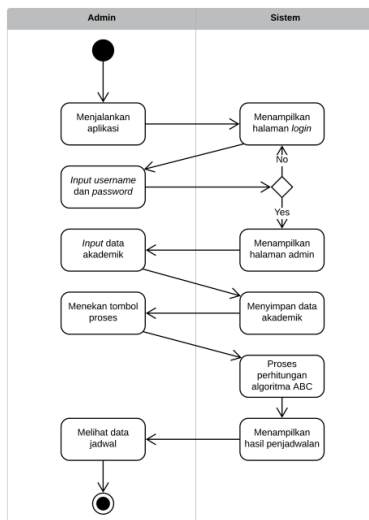 Admin
Sistem
Menjalankan
aplikasi
Menampilkan
halaman login
No
Input username
dan password
Yes
Input data
akademik
Menampilkan
halaman admin
Menekan tombol
proses
Menyimpan data
akademik
Proses
perhitungan
algoritma ABC
Melihat data
jadwal
Menampilkan
hasil penjadwalan